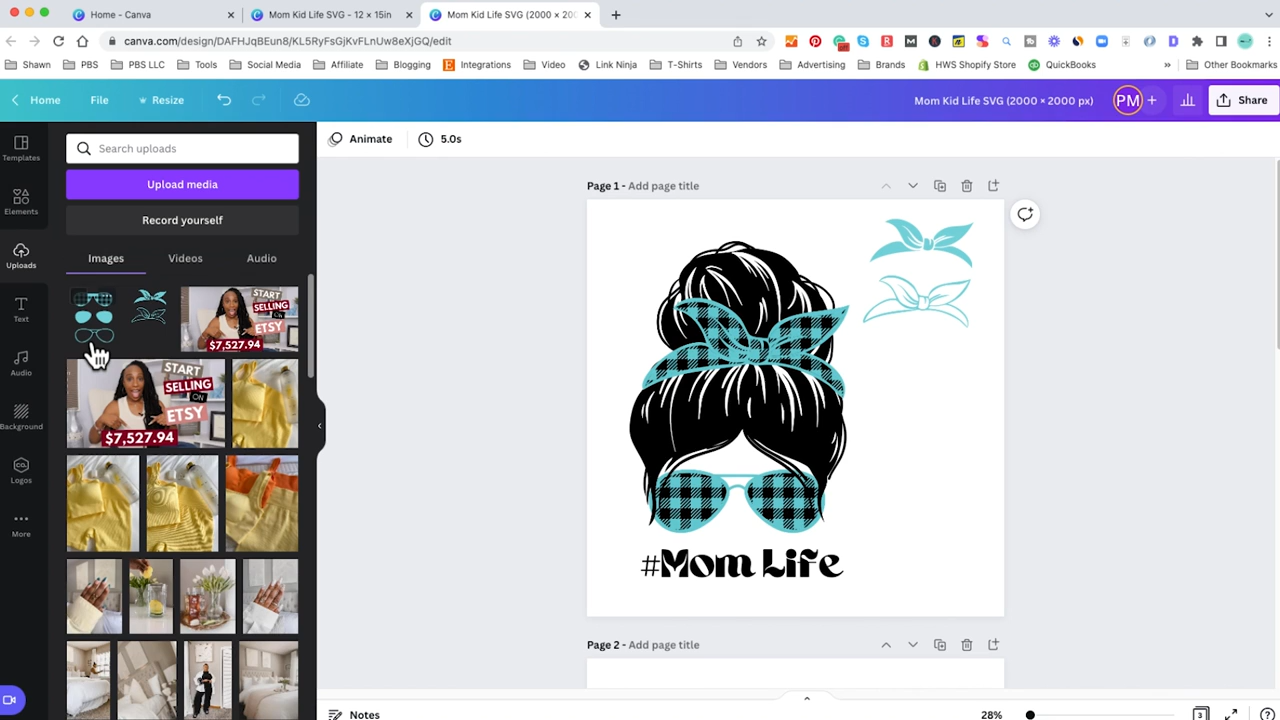 Home - Canva
Mom Kid Life SVG - 12 × 15in
Mom Kid Life SVG (2000 × 200
canva.com/design/DAFHJqBEun8/KL5RyFsGjKvFLnUw8eXjGQ/edit
Shawn
PBS
PBS LLC
Tools
Social Media
Affiliate
Blogging
Integrations
Video
Link Ninja
T-Shirts
Vendors
Advertising
Brands
HWS Shopify Store
QuickBooks
Other Bookmarks
Home
File
Resize
Mom Kid Life SVG (2000 × 2000 px)
PM
Share
Templates
Elements
Uploads
Text
Audio
Background
Logos
More
Search uploads
Upload media
Record yourself
Images
Videos
Audio
START
SELLING
ON
ETSY
$7,527.94
START
SELLING
ON
ETSY
$7,527.94
Animate
5.0s
Page 1 - Add page title
#Mom Life
Page 2 - Add page title
Notes
28%
3